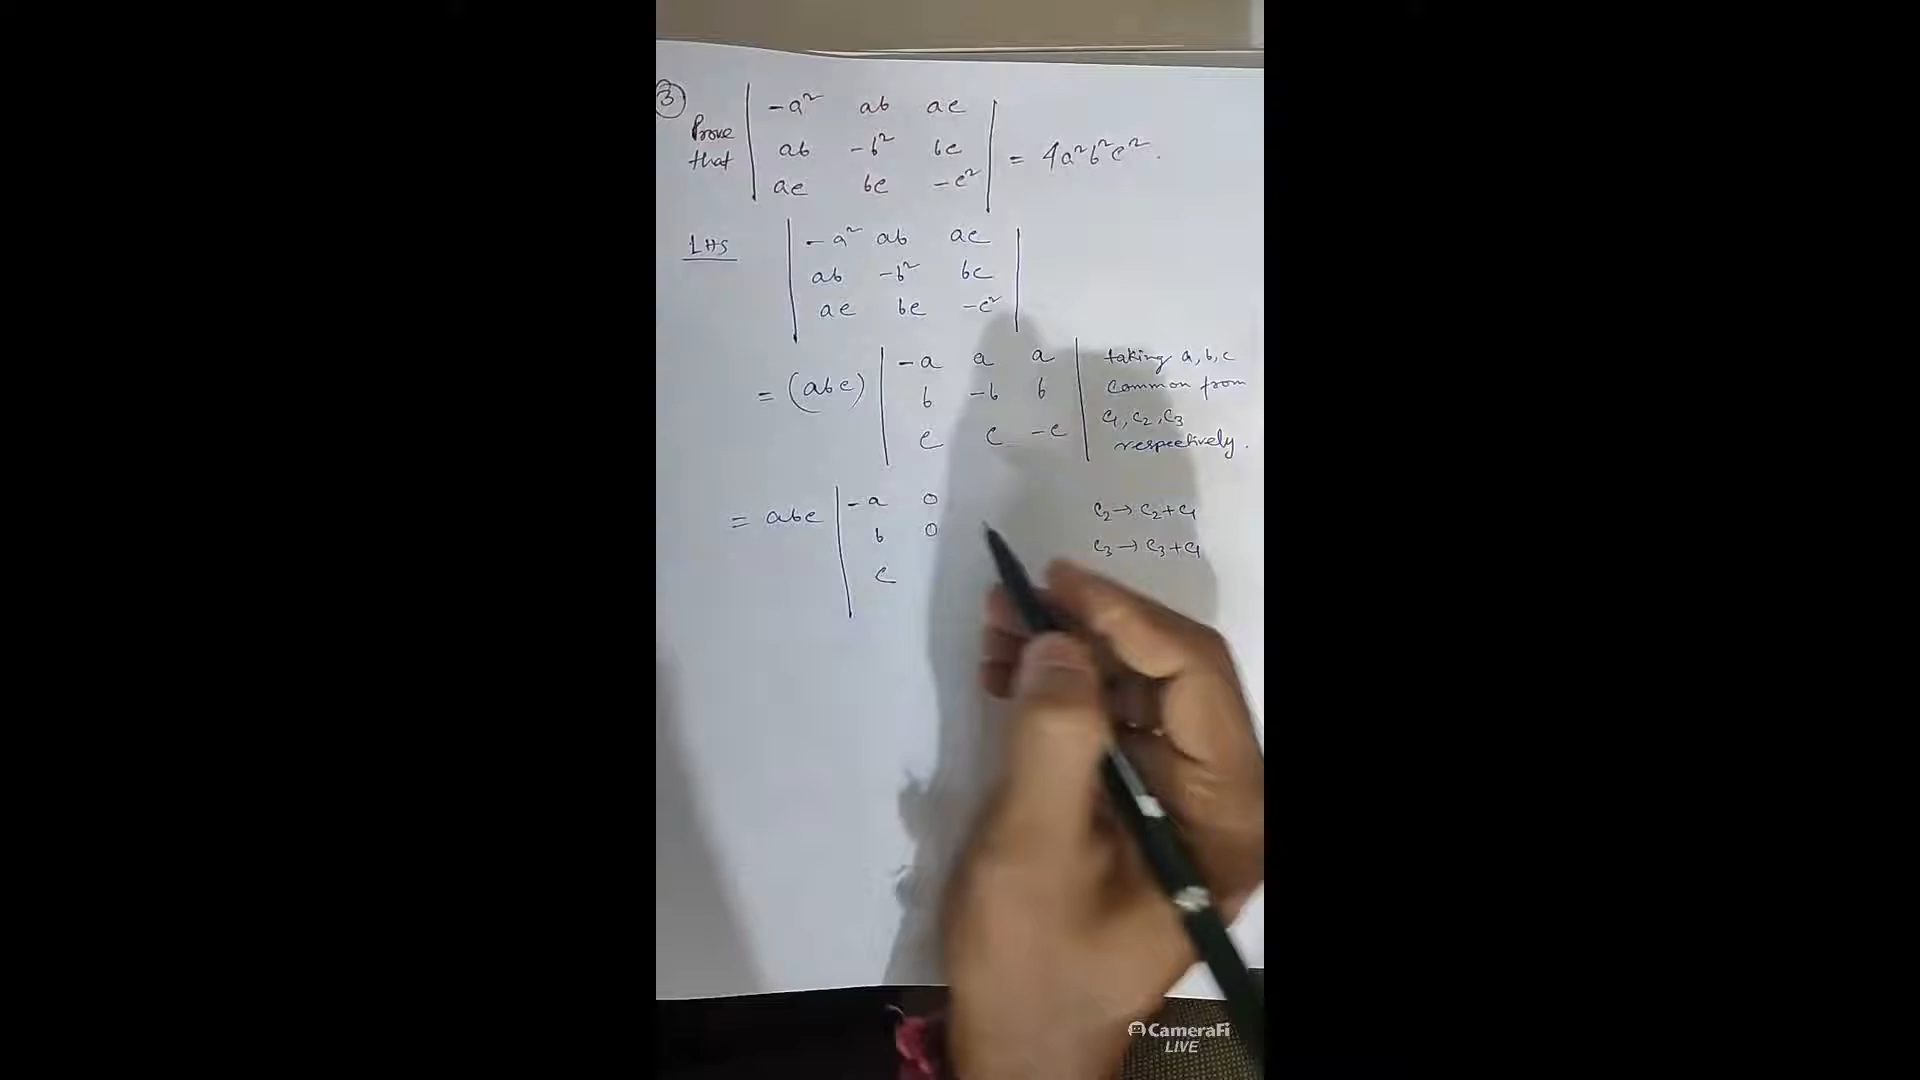 ③
Prove that | -a² ab ac |
| ab -b² bc | = 4a²b²c².
| ac bc -c² |
LHS | -a² ab ac |
| ab -b² bc |
| ac bc -c² |
= (abc) | -a a a | taking a, b, c
| b -b b | common from
| c c -c | c₁, c₂, c₃
respectively.
= abc | -a 0 c₂ → c₂ + c₁
| b 0 c₃ → c₃ + c₁
| c
CameraFi
LIVE